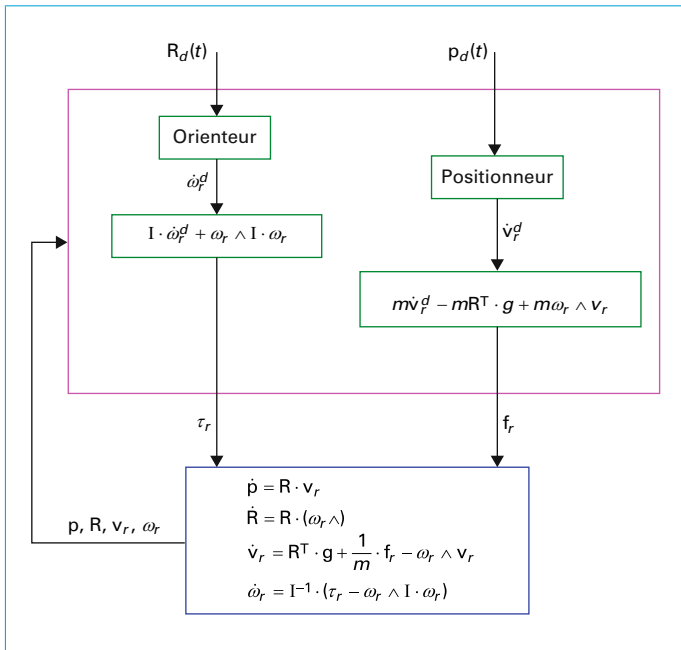 R_d(t)
p_d(t)
Orienteur
Positionneur
ω̇_r^d
v̇_r^d
I · ω̇_r^d + ω_r ∧ I · ω_r
mv̇_r^d − mR^T · g + mω_r ∧ v_r
τ_r
f_r
ṗ = R · v_r
Ṙ = R · (ω_r ∧)
p, R, v_r, ω_r
v̇_r = R^T · g + 1/m · f_r − ω_r ∧ v_r
ω̇_r = I^−1 · (τ_r − ω_r ∧ I · ω_r)